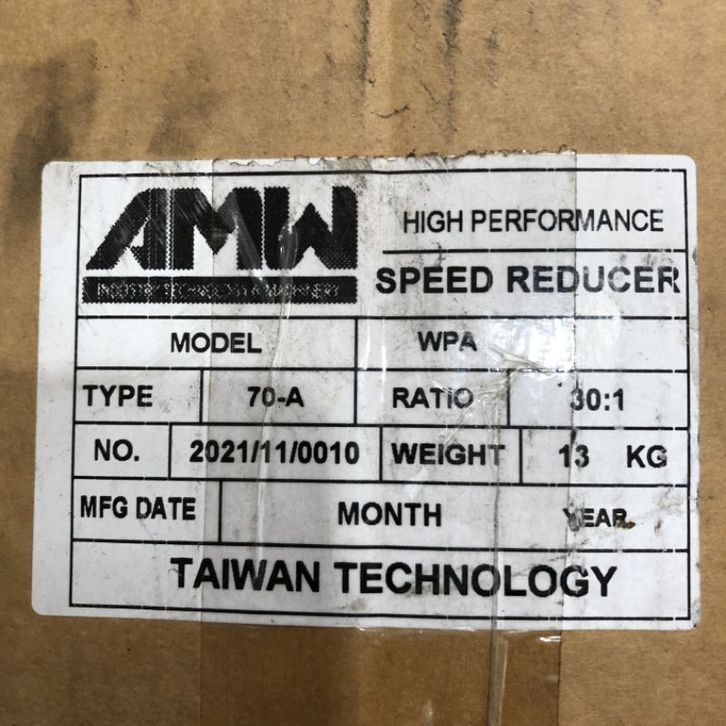 AMW
HIGH PERFORMANCE
SPEED REDUCER
MODEL WPA
TYPE 70-A RATIO 30:1
NO. 2021/11/0010 WEIGHT 13 KG
MFG DATE MONTH YEAR
TAIWAN TECHNOLOGY